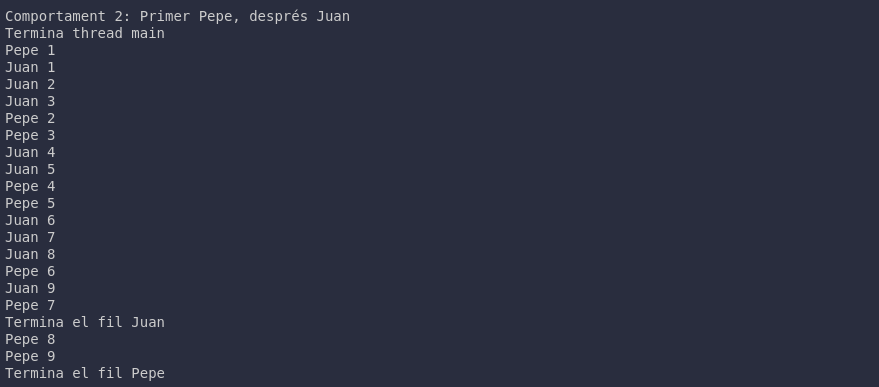 Comportament 2: Primer Pepe, després Juan
Termina thread main
Pepe 1
Juan 1
Juan 2
Juan 3
Pepe 2
Pepe 3
Juan 4
Juan 5
Pepe 4
Pepe 5
Juan 6
Juan 7
Juan 8
Pepe 6
Juan 9
Pepe 7
Termina el fil Juan
Pepe 8
Pepe 9
Termina el fil Pepe